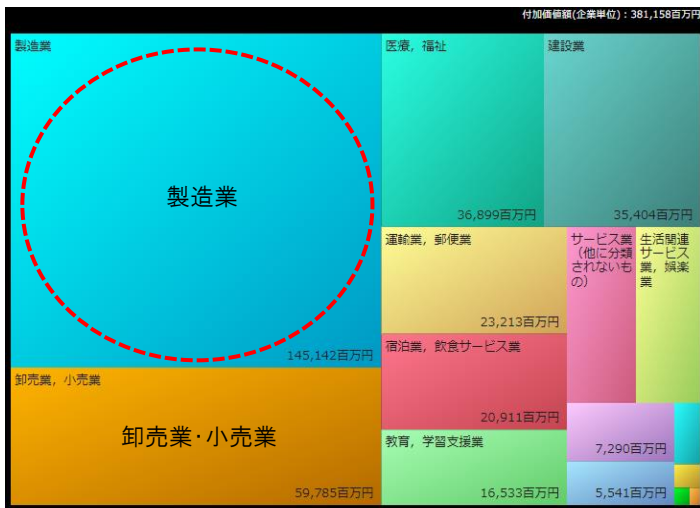 付加価値額(企業単位)：381,158百万円
製造業
製造業
145,142百万円
卸売業，小売業
卸売業・小売業
59,785百万円
医療，福祉
36,899百万円
建設業
35,404百万円
運輸業，郵便業
23,213百万円
宿泊業，飲食サービス業
20,911百万円
教育，学習支援業
16,533百万円
サービス業
（他に分類
されないも
の）
生活関連
サービス
業，娯楽
業
7,290百万円
5,541百万円